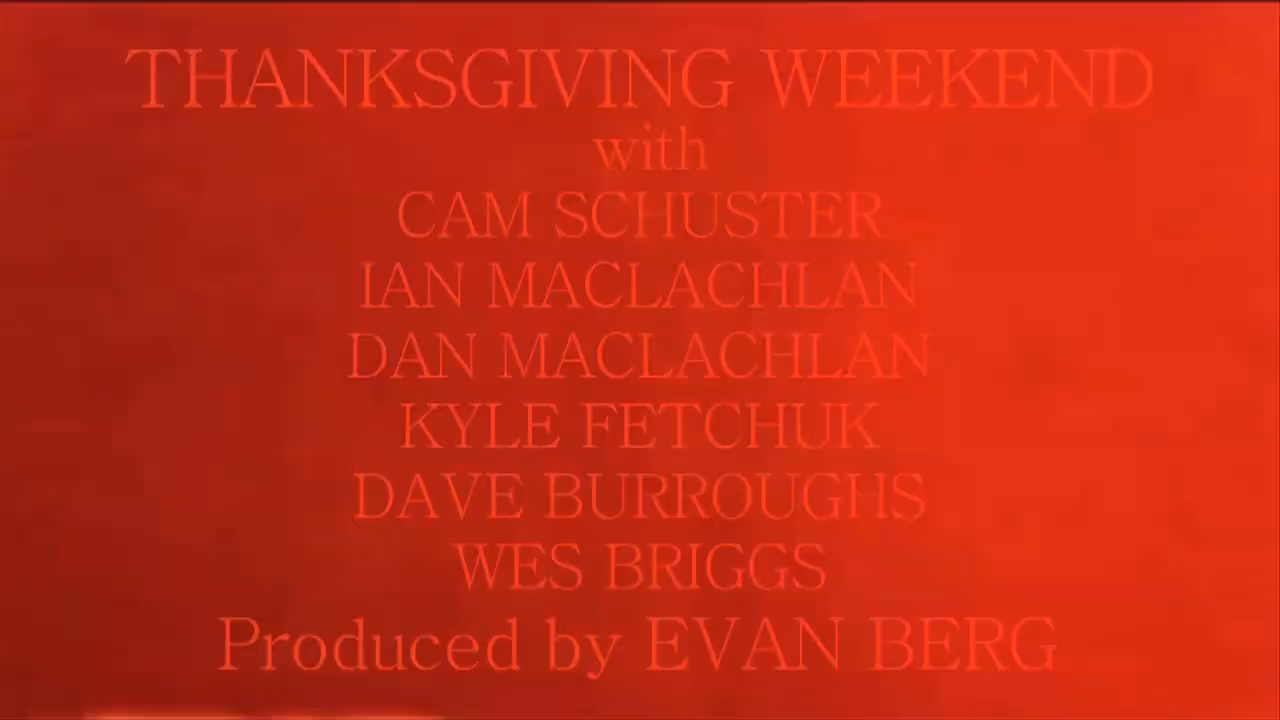 THANKSGIVING WEEKEND
with
CAM SCHUSTER
IAN MACLACHLAN
DAN MACLACHLAN
KYLE FETCHUK
DAVE BURROUGHS
WES BRIGGS
Produced by EVAN BERG